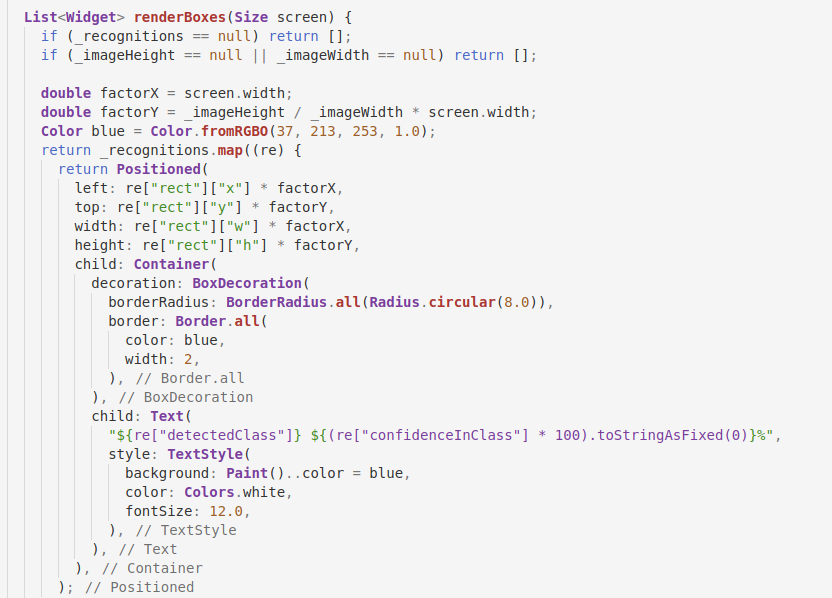 List<Widget> renderBoxes(Size screen) {
  if (_recognitions == null) return [];
  if (_imageHeight == null || _imageWidth == null) return [];

  double factorX = screen.width;
  double factorY = _imageHeight / _imageWidth * screen.width;
  Color blue = Color.fromRGBO(37, 213, 253, 1.0);
  return _recognitions.map((re) {
    return Positioned(
      left: re["rect"]["x"] * factorX,
      top: re["rect"]["y"] * factorY,
      width: re["rect"]["w"] * factorX,
      height: re["rect"]["h"] * factorY,
      child: Container(
        decoration: BoxDecoration(
          borderRadius: BorderRadius.all(Radius.circular(8.0)),
          border: Border.all(
            color: blue,
            width: 2,
          ), // Border.all
        ), // BoxDecoration
        child: Text(
          "${re["detectedClass"]} ${(re["confidenceInClass"] * 100).toStringAsFixed(0)}%",
          style: TextStyle(
            background: Paint()..color = blue,
            color: Colors.white,
            fontSize: 12.0,
          ), // TextStyle
        ), // Text
      ), // Container
    ); // Positioned